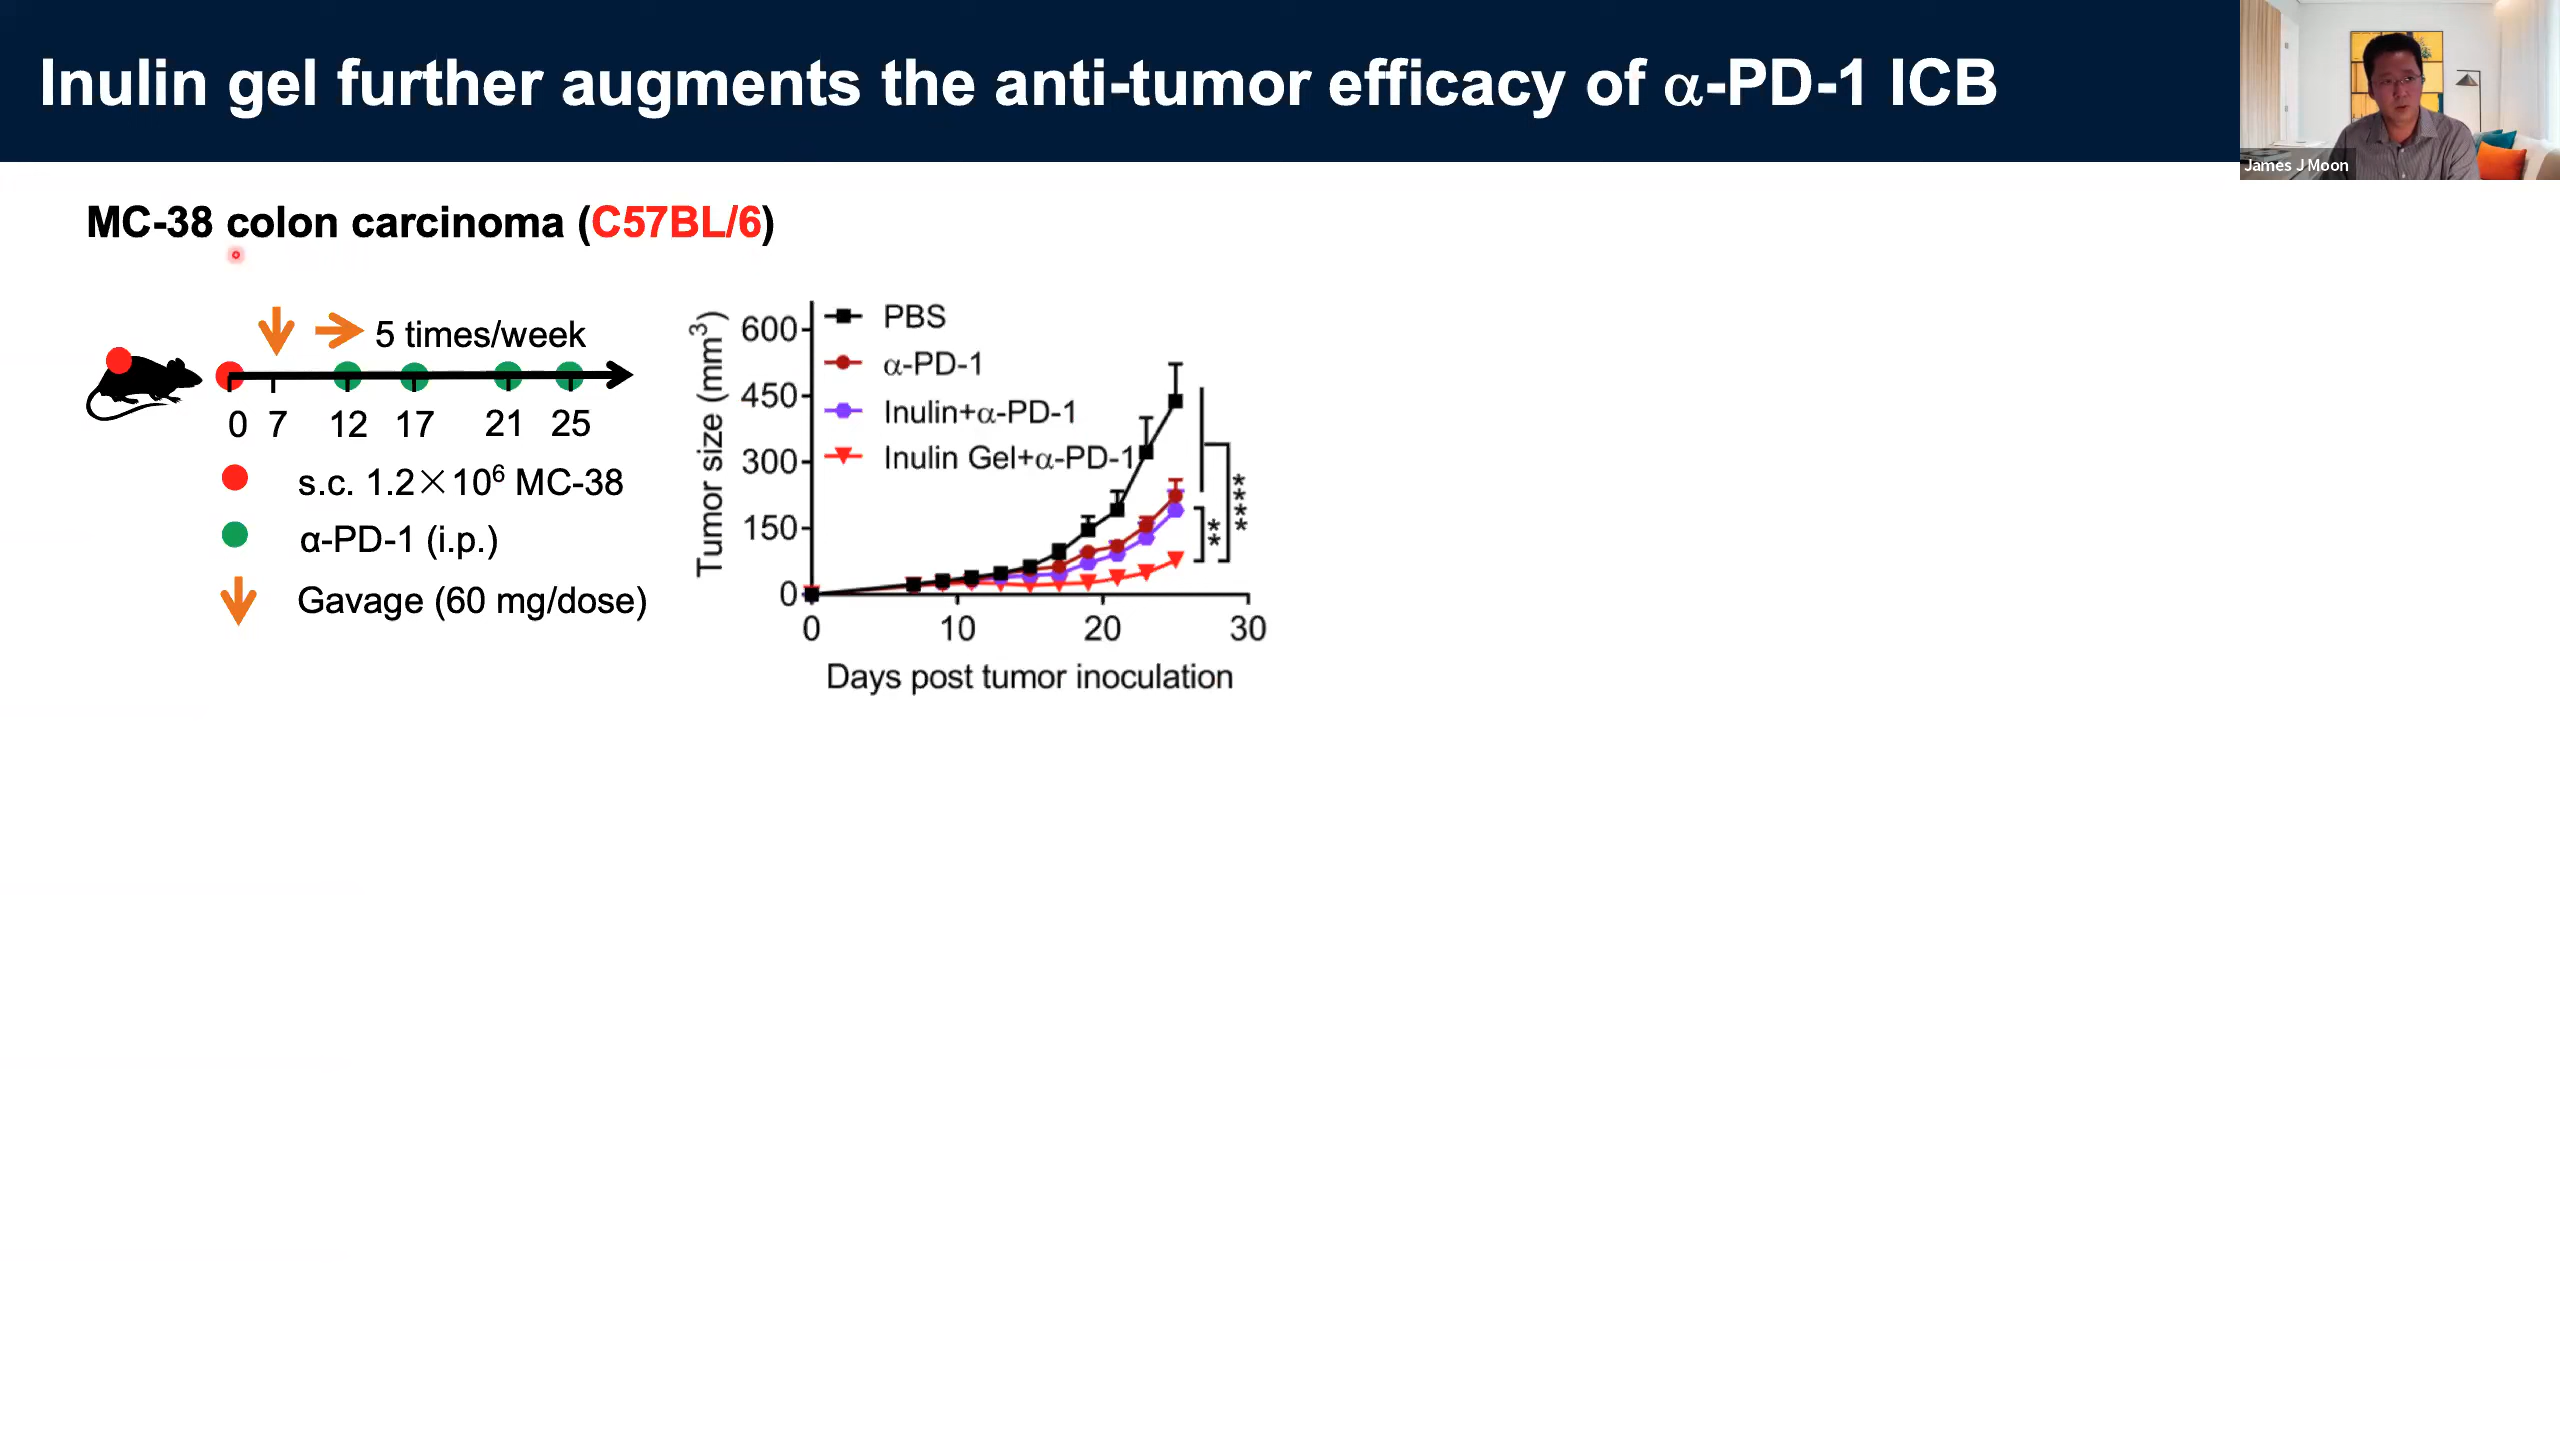 Inulin gel further augments the anti-tumor efficacy of α-PD-1 ICB
James J Moon
MC-38 colon carcinoma (C57BL/6)
5 times/week
0 7 12 17 21 25
s.c. 1.2×10⁶ MC-38
α-PD-1 (i.p.)
Gavage (60 mg/dose)
Tumor size (mm³)
600
450
300
150
0
PBS
α-PD-1
Inulin+α-PD-1
Inulin Gel+α-PD-1
**
****
0 10 20 30
Days post tumor inoculation